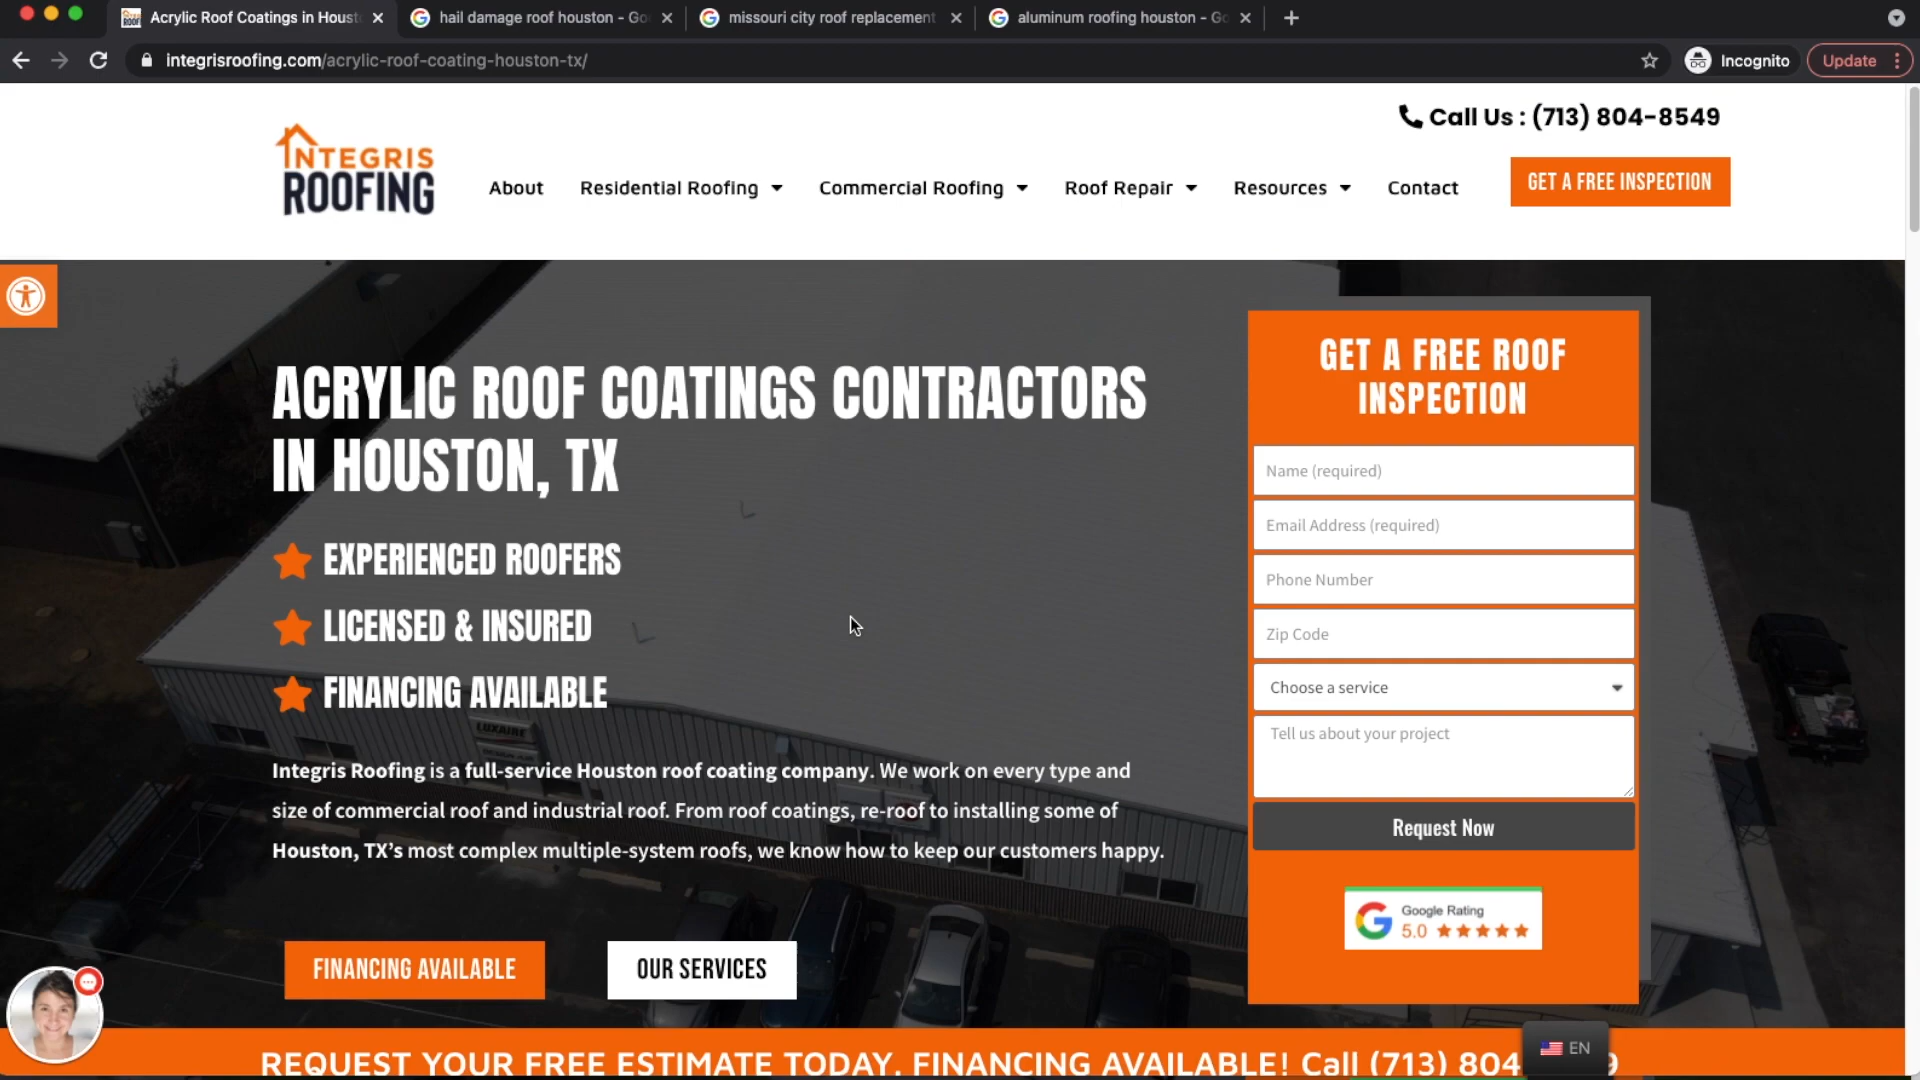 Acrylic Roof Coatings in Houst
hail damage roof houston - Go
missouri city roof replacement
aluminum roofing houston - Go
integrisroofing.com/acrylic-roof-coating-houston-tx/
Incognito
Update
Call Us : (713) 804-8549
INTEGRIS
ROOFING
About
Residential Roofing
Commercial Roofing
Roof Repair
Resources
Contact
GET A FREE INSPECTION
ACRYLIC ROOF COATINGS CONTRACTORS
IN HOUSTON, TX
EXPERIENCED ROOFERS
LICENSED & INSURED
FINANCING AVAILABLE
LUXAIRE
Integris Roofing is a full-service Houston roof coating company. We work on every type and
size of commercial roof and industrial roof. From roof coatings, re-roof to installing some of
Houston, TX's most complex multiple-system roofs, we know how to keep our customers happy.
FINANCING AVAILABLE
OUR SERVICES
GET A FREE ROOF
INSPECTION
Name (required)
Email Address (required)
Phone Number
Zip Code
Choose a service
Tell us about your project
Request Now
Google Rating
5.0
REQUEST YOUR FREE ESTIMATE TODAY. FINANCING AVAILABLE! Call (713) 804
9
EN